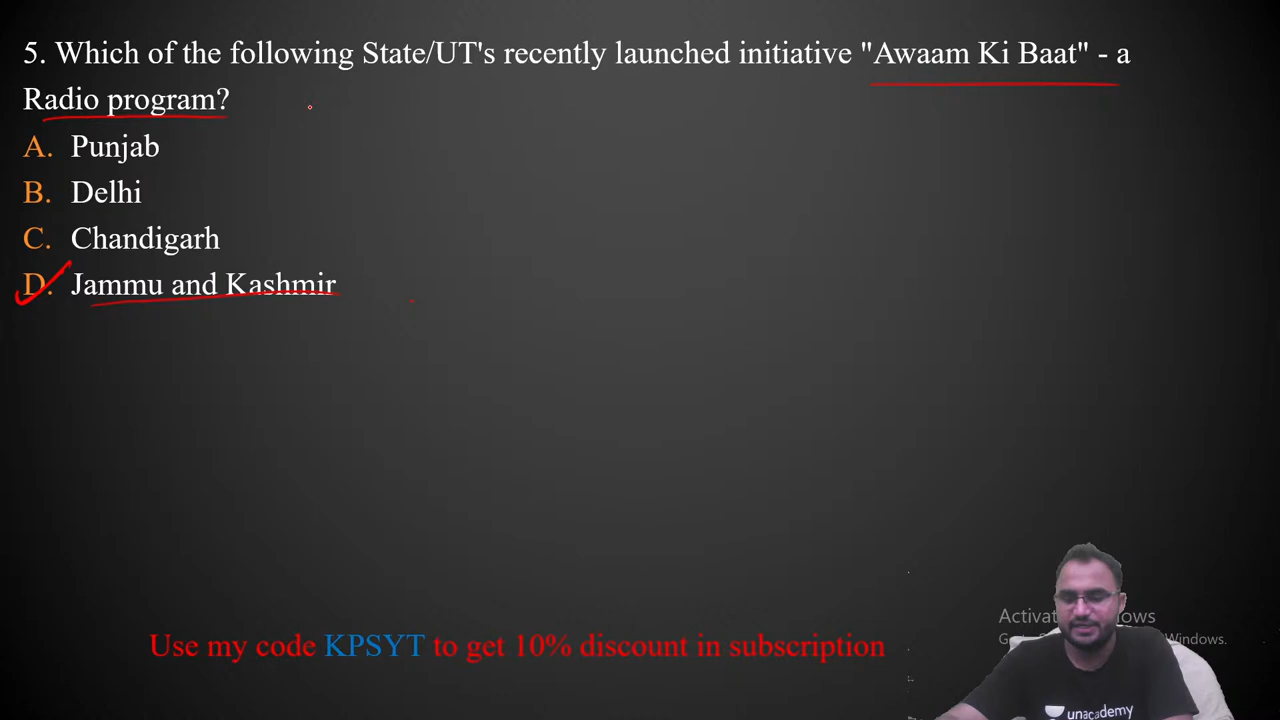 5. Which of the following State/UT's recently launched initiative "Awaam Ki Baat" - a
Radio program?
A. Punjab
B. Delhi
C. Chandigarh
D. Jammu and Kashmir
Use my code KPSYT to get 10% discount in subscription
Windows.
unacademy